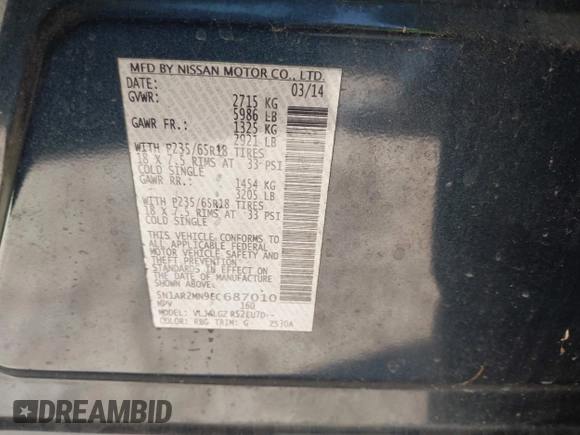 MFD BY NISSAN MOTOR CO., LTD.
DATE: 03/14
GVWR: 2715 KG
5986 LB
GAWR FR.: 1325 KG
2921 LB
WITH P235/65R18 TIRES
18 X 7.5 RIMS AT 33 PSI
COLD SINGLE
GAWR RR.: 1454 KG
3205 LB
WITH P235/65R18 TIRES
18 X 7.5 RIMS AT 33 PSI
COLD SINGLE
THIS VEHICLE CONFORMS TO
ALL APPLICABLE FEDERAL
MOTOR VEHICLE SAFETY AND
THEFT PREVENTION
STANDARDS IN EFFECT ON
THE DATE OF MANUFACTURE
SHOWN ABOVE.
5N1AR2MN9EC687010
MPV 160
MODEL: VLJ4LGZ R52EU7D--
COLOR: RBG TRIM: G 2530A
DREAMBID